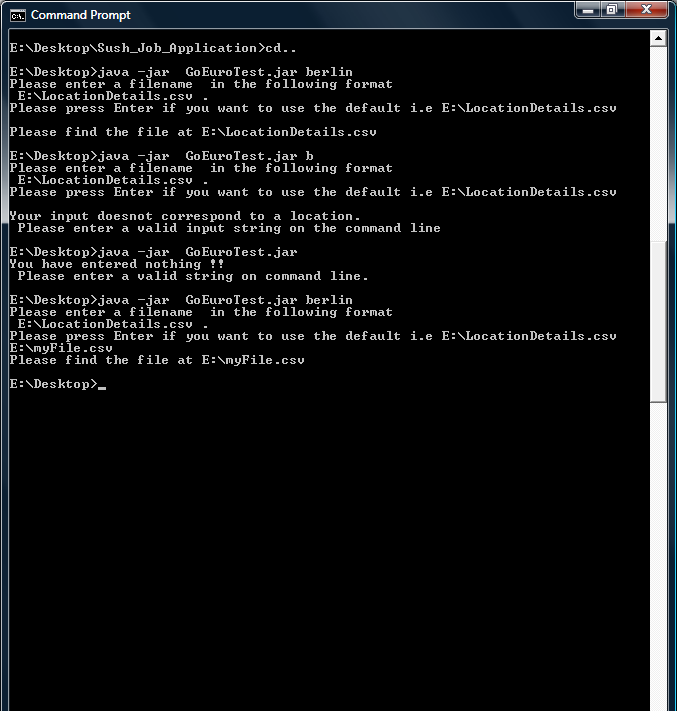 Command Prompt
E:\Desktop\Sush_Job_Application>cd..
E:\Desktop>java -jar  GoEuroTest.jar berlin
Please enter a filename  in the following format
 E:\LocationDetails.csv .
Please press Enter if you want to use the default i.e E:\LocationDetails.csv
Please find the file at E:\LocationDetails.csv
E:\Desktop>java -jar  GoEuroTest.jar b
Please enter a filename  in the following format
 E:\LocationDetails.csv .
Please press Enter if you want to use the default i.e E:\LocationDetails.csv
Your input doesnot correspond to a location.
 Please enter a valid input string on the command line
E:\Desktop>java -jar  GoEuroTest.jar
You have entered nothing !!
 Please enter a valid string on command line.
E:\Desktop>java -jar  GoEuroTest.jar berlin
Please enter a filename  in the following format
 E:\LocationDetails.csv .
Please press Enter if you want to use the default i.e E:\LocationDetails.csv
E:\myFile.csv
Please find the file at E:\myFile.csv
E:\Desktop>_